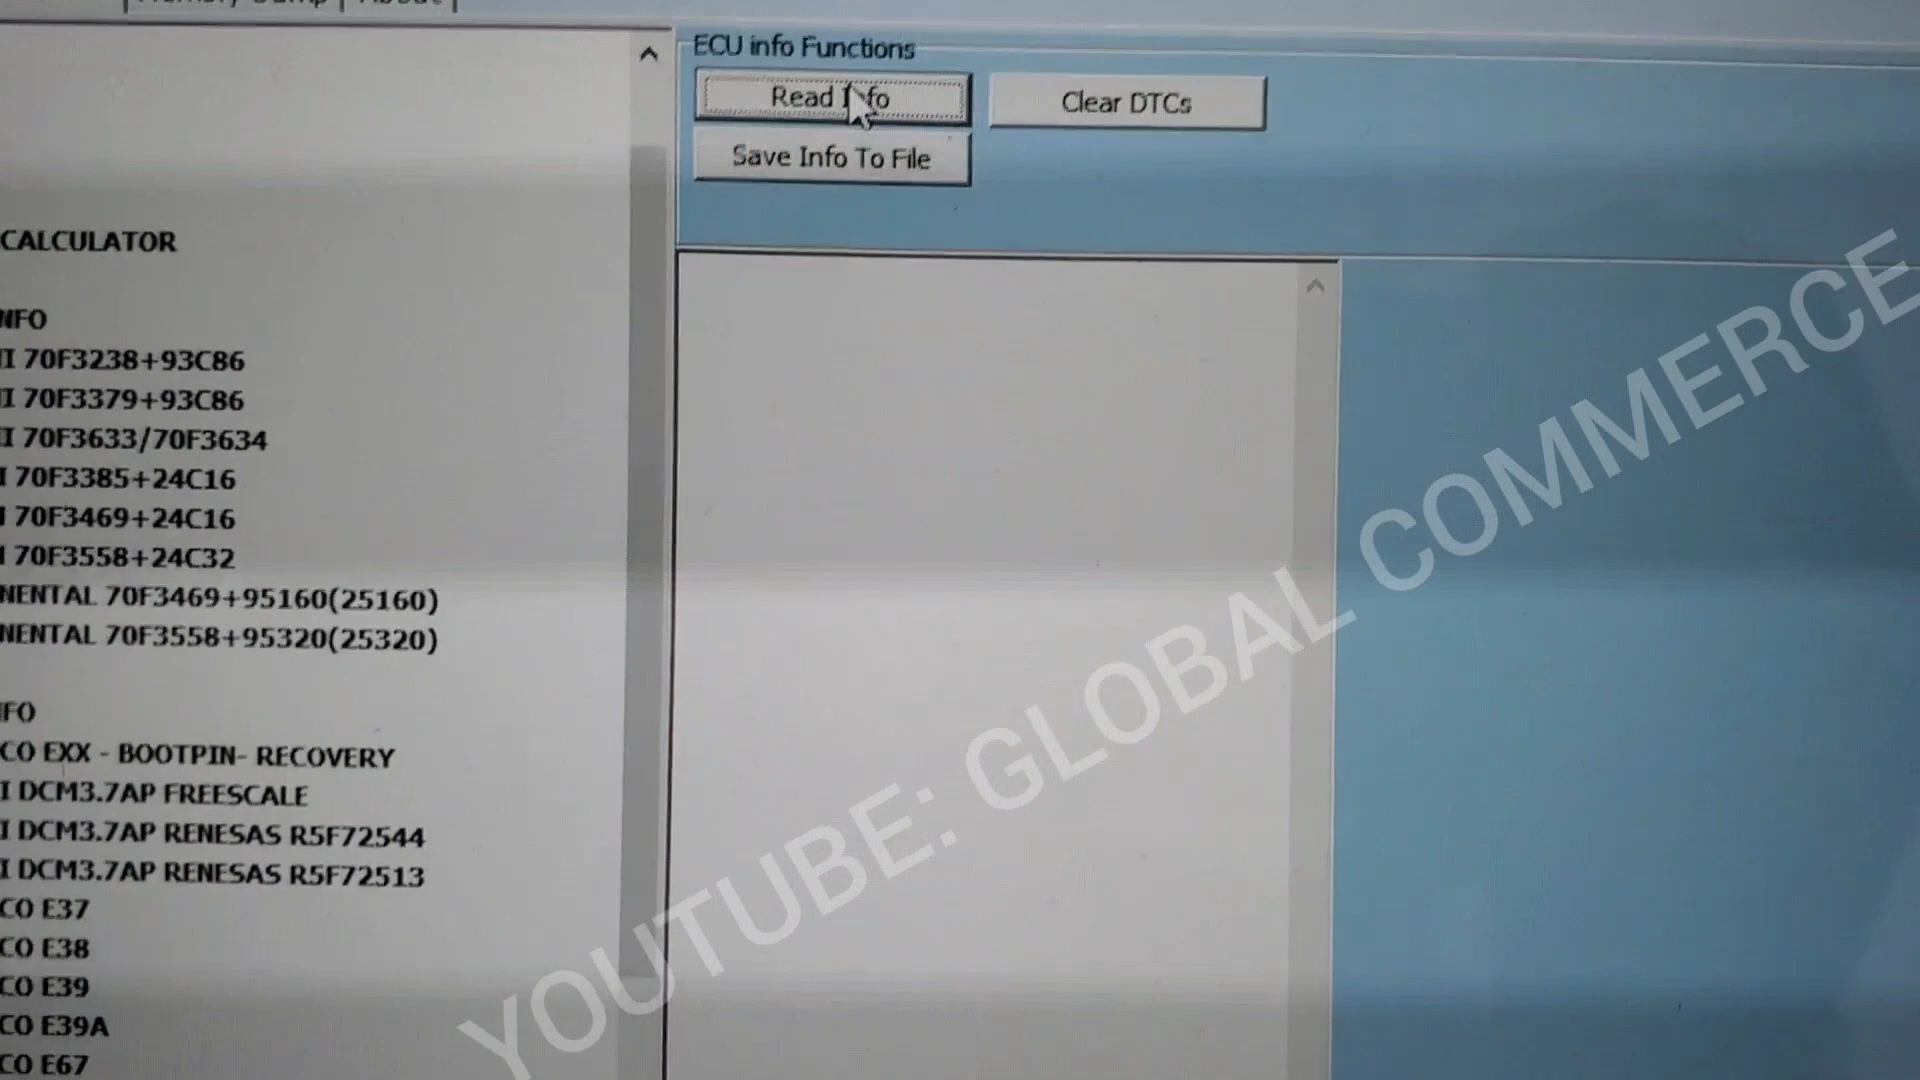 About
ECU info Functions
Read Info
Clear DTCs
Save Info To File
CALCULATOR
NFO
I 70F3238+93C86
I 70F3379+93C86
I 70F3633/70F3634
I 70F3385+24C16
70F3469+24C16
70F3558+24C32
NENTAL 70F3469+95160(25160)
NENTAL 70F3558+95320(25320)
FO
CO EXX - BOOTPIN- RECOVERY
I DCM3.7AP FREESCALE
I DCM3.7AP RENESAS R5F72544
I DCM3.7AP RENESAS R5F72513
CO E37
CO E38
CO E39
CO E39A
CO E67
YOUTUBE: GLOBAL COMMERCE